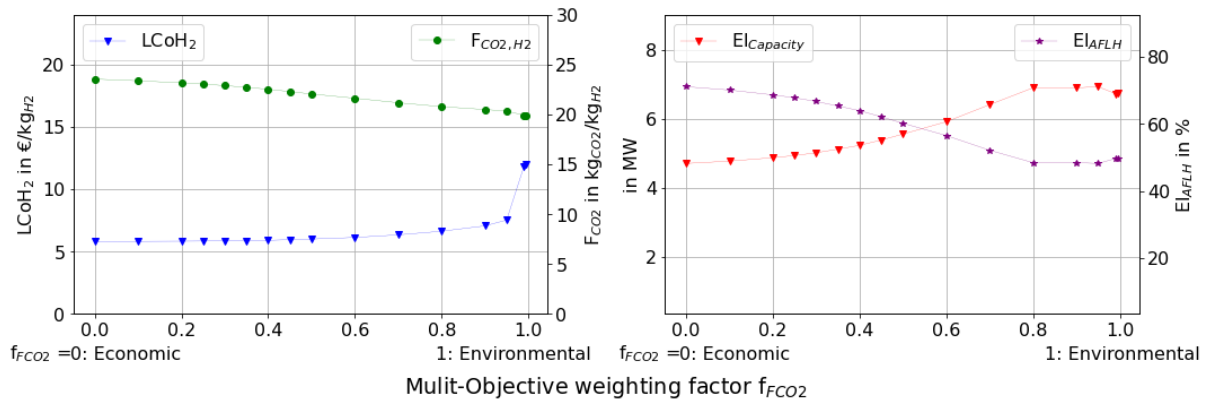 LCoH2
F_CO2,H2
LCoH2 in €/kgH2
20
15
10
5
0
30
25
20
15
10
5
0
F_CO2 in kgCO2/kgH2
0.0 0.2 0.4 0.6 0.8 1.0
fFCO2 =0: Economic 1: Environmental
EICapacity
EIAFLH
in MW
8
6
4
2
80
60
40
20
EIAFLH in %
0.0 0.2 0.4 0.6 0.8 1.0
fFCO2 =0: Economic 1: Environmental
Mulit-Objective weighting factor fFCO2